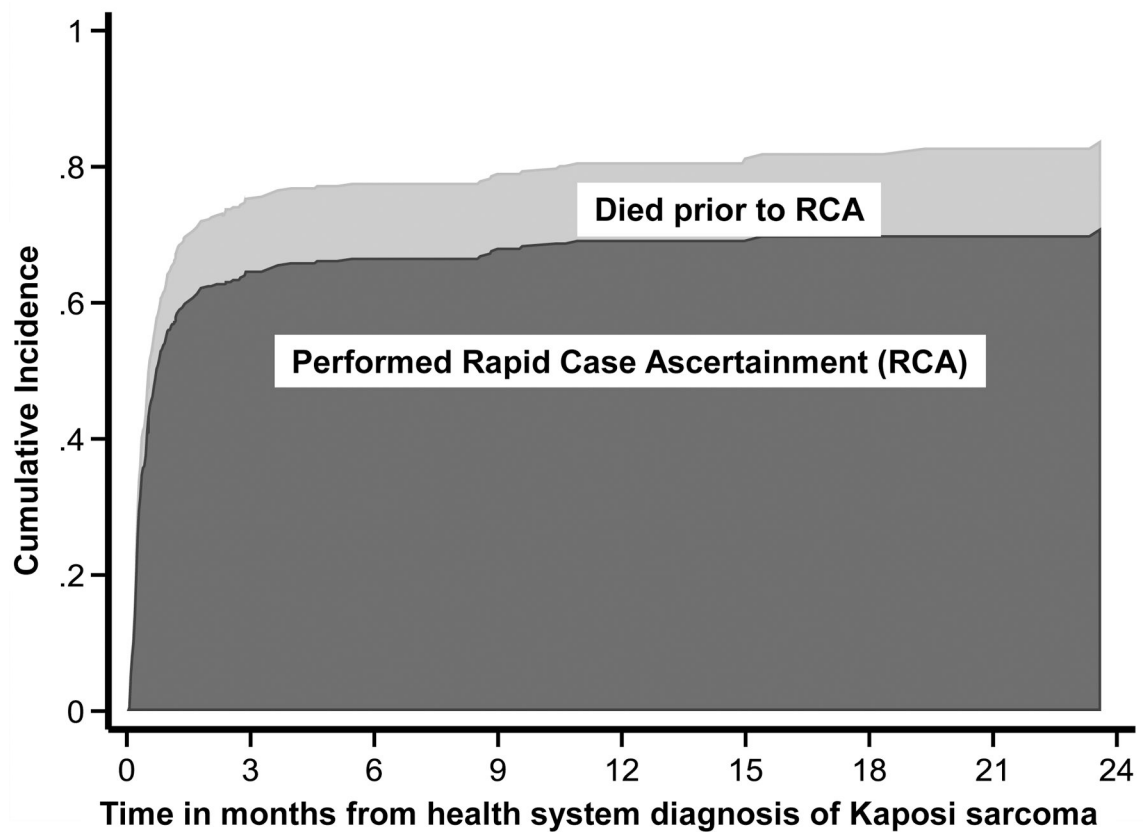 1
.8
.6
.4
.2
0
Cumulative Incidence
Died prior to RCA
Performed Rapid Case Ascertainment (RCA)
0 3 6 9 12 15 18 21 24
Time in months from health system diagnosis of Kaposi sarcoma